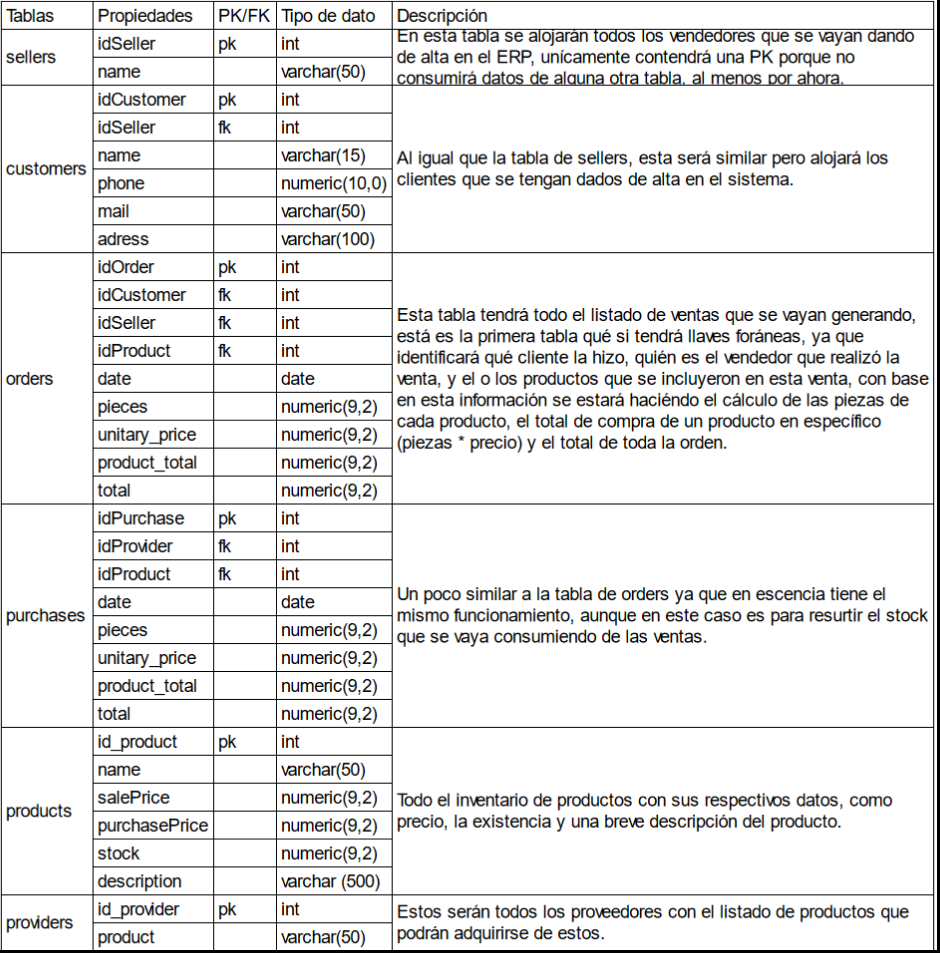 Tablas Propiedades PK/FK Tipo de dato Descripción
sellers
idSeller pk int
name varchar(50)
En esta tabla se alojarán todos los vendedores que se vayan dando
de alta en el ERP, unícamente contendrá una PK porque no
consumirá datos de alguna otra tabla, al menos por ahora.
customers
idCustomer pk int
idSeller fk int
name varchar(15)
phone numeric(10,0)
mail varchar(50)
adress varchar(100)
Al igual que la tabla de sellers, esta será similar pero alojará los
clientes que se tengan dados de alta en el sistema.
orders
idOrder pk int
idCustomer fk int
idSeller fk int
idProduct fk int
date date
pieces numeric(9,2)
unitary_price numeric(9,2)
product_total numeric(9,2)
total numeric(9,2)
Esta tabla tendrá todo el listado de ventas que se vayan generando,
está es la primera tabla qué si tendrá llaves foráneas, ya que
identificará qué cliente la hizo, quién es el vendedor que realizó la
venta, y el o los productos que se incluyeron en esta venta, con base
en esta información se estará haciéndo el cálculo de las piezas de
cada producto, el total de compra de un producto en específico
(piezas * precio) y el total de toda la orden.
purchases
idPurchase pk int
idProvider fk int
idProduct fk int
date date
pieces numeric(9,2)
unitary_price numeric(9,2)
product_total numeric(9,2)
total numeric(9,2)
Un poco similar a la tabla de orders ya que en escencia tiene el
mismo funcionamiento, aunque en este caso es para resurtir el stock
que se vaya consumiendo de las ventas.
products
id_product pk int
name varchar(50)
salePrice numeric(9,2)
purchasePrice numeric(9,2)
stock numeric(9,2)
description varchar (500)
Todo el inventario de productos con sus respectivos datos, como
precio, la existencia y una breve descripción del producto.
providers
id_provider pk int
product varchar(50)
Estos serán todos los proveedores con el listado de productos que
podrán adquirirse de estos.